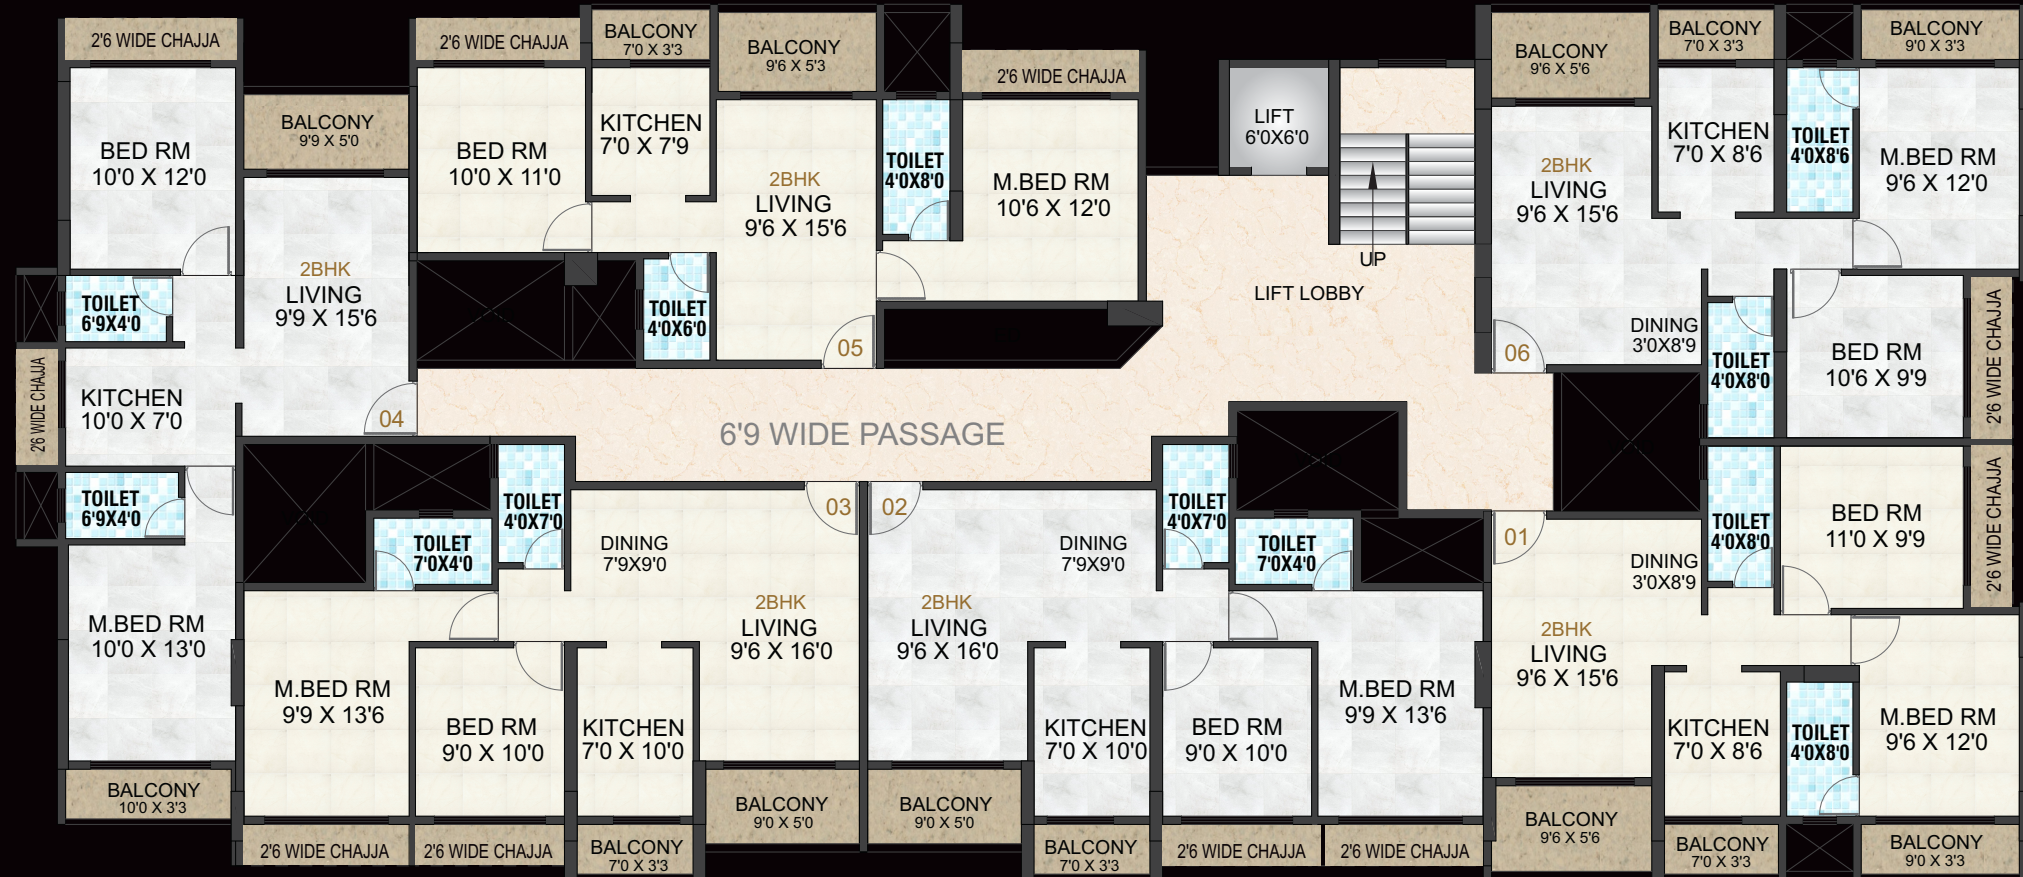 2'6 WIDE CHAJJA
BED RM
10'0 X 12'0
BALCONY
9'9 X 5'0
2BHK
LIVING
9'9 X 15'6
TOILET
6'9X4'0
2'6 WIDE CHAJJA
KITCHEN
10'0 X 7'0
04
TOILET
6'9X4'0
M.BED RM
10'0 X 13'0
BALCONY
10'0 X 3'3
2'6 WIDE CHAJJA
BED RM
10'0 X 11'0
BALCONY
7'0 X 3'3
KITCHEN
7'0 X 7'9
BALCONY
9'6 X 5'3
2BHK
LIVING
9'6 X 15'6
TOILET
4'0X8'0
2'6 WIDE CHAJJA
M.BED RM
10'6 X 12'0
TOILET
4'0X6'0
05
LIFT
6'0X6'0
UP
LIFT LOBBY
6'9 WIDE PASSAGE
BALCONY
9'6 X 5'6
BALCONY
7'0 X 3'3
BALCONY
9'0 X 3'3
2BHK
LIVING
9'6 X 15'6
KITCHEN
7'0 X 8'6
TOILET
4'0X8'6
M.BED RM
9'6 X 12'0
DINING
3'0X8'9
06
TOILET
4'0X8'0
BED RM
10'6 X 9'9
2'6 WIDE CHAJJA
TOILET
4'0X7'0
TOILET
7'0X4'0
DINING
7'9X9'0
03
2BHK
LIVING
9'6 X 16'0
M.BED RM
9'9 X 13'6
BED RM
9'0 X 10'0
KITCHEN
7'0 X 10'0
2'6 WIDE CHAJJA
2'6 WIDE CHAJJA
BALCONY
7'0 X 3'3
BALCONY
9'0 X 5'0
02
DINING
7'9X9'0
TOILET
4'0X7'0
TOILET
7'0X4'0
2BHK
LIVING
9'6 X 16'0
KITCHEN
7'0 X 10'0
BED RM
9'0 X 10'0
M.BED RM
9'9 X 13'6
BALCONY
9'0 X 5'0
BALCONY
7'0 X 3'3
2'6 WIDE CHAJJA
2'6 WIDE CHAJJA
01
DINING
3'0X8'9
TOILET
4'0X8'0
BED RM
11'0 X 9'9
2'6 WIDE CHAJJA
2BHK
LIVING
9'6 X 15'6
KITCHEN
7'0 X 8'6
TOILET
4'0X8'0
M.BED RM
9'6 X 12'0
BALCONY
9'6 X 5'6
BALCONY
7'0 X 3'3
BALCONY
9'0 X 3'3